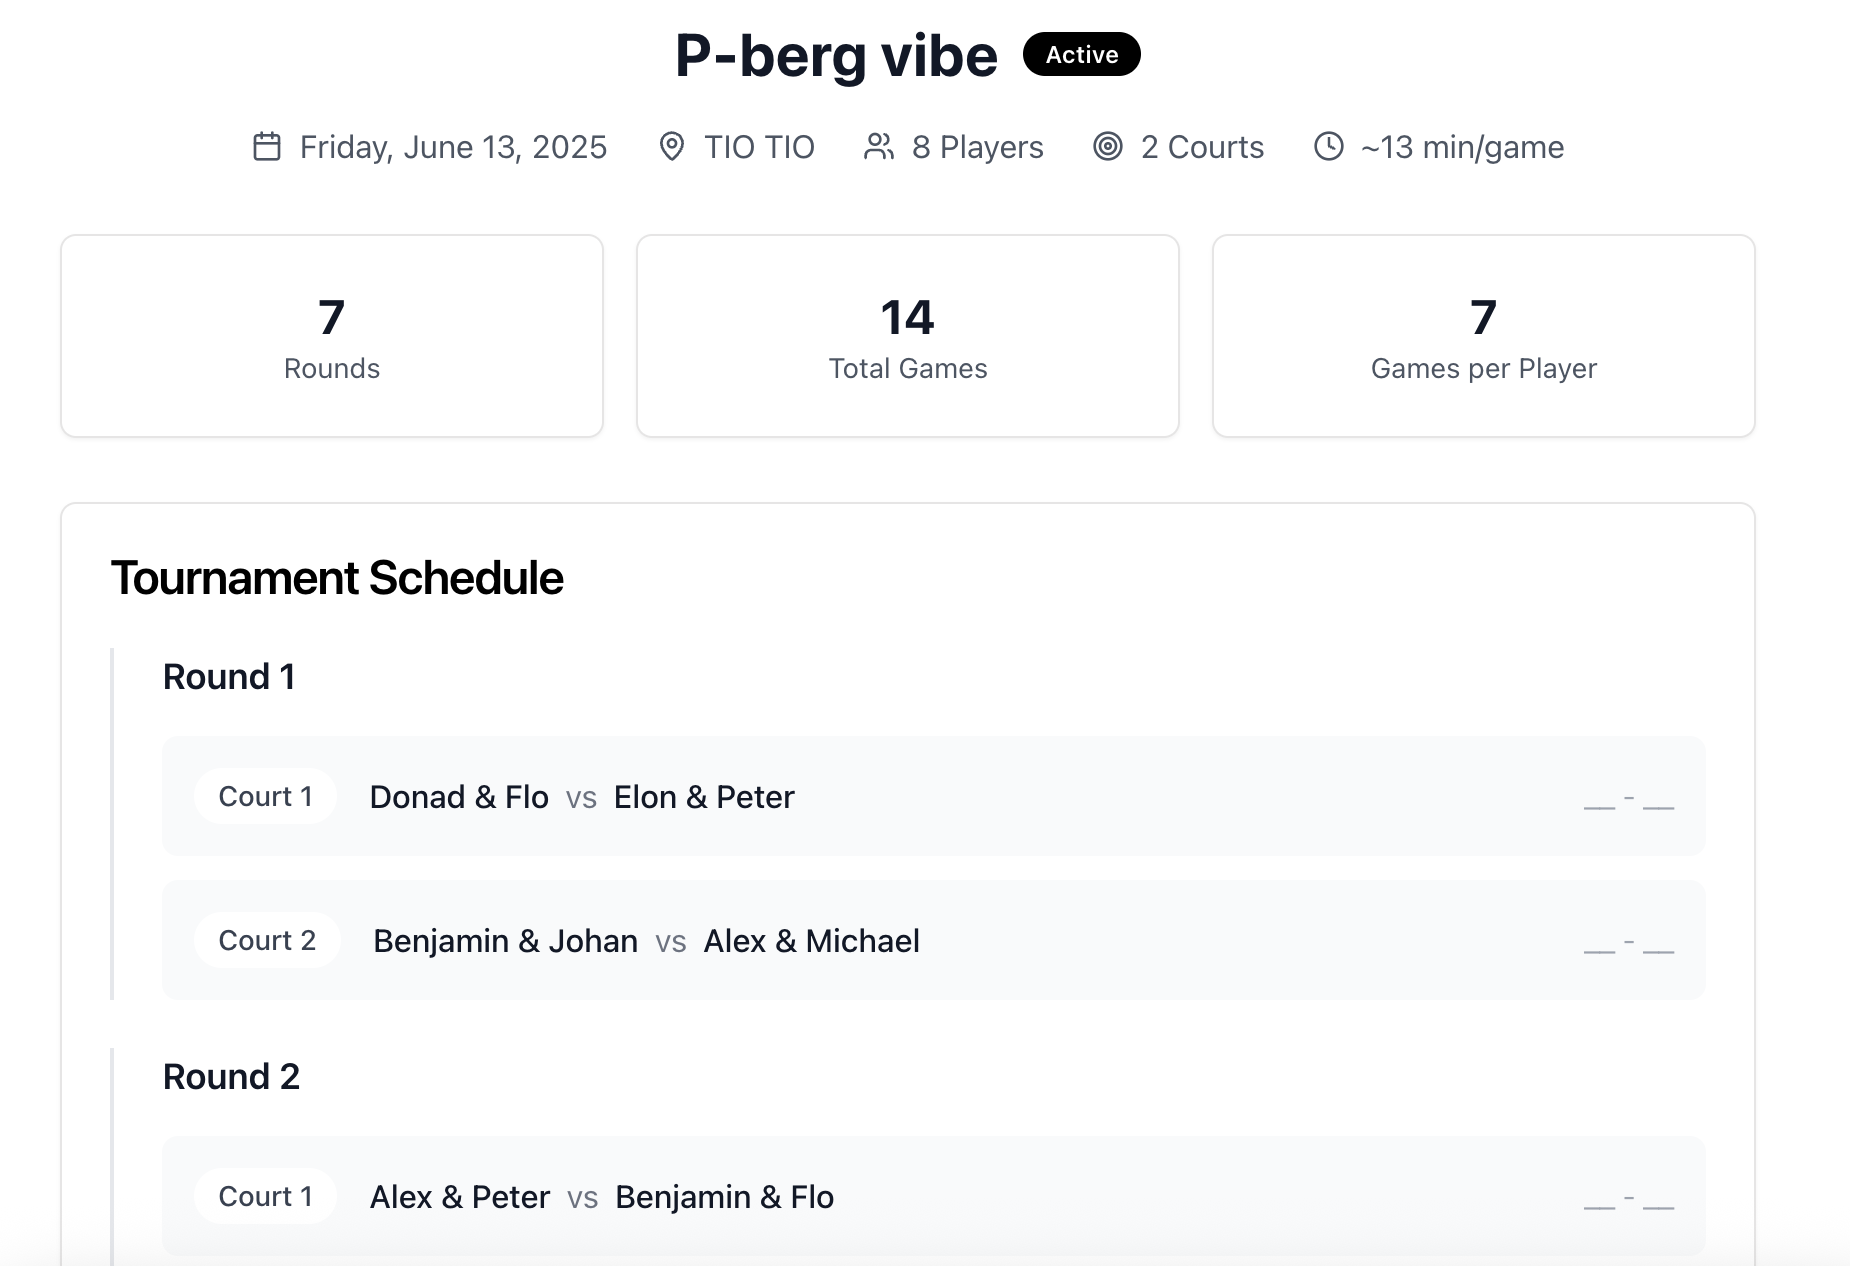 P-berg vibe Active
Friday, June 13, 2025 TIO TIO 8 Players 2 Courts ~13 min/game
7 14 7
Rounds Total Games Games per Player
Tournament Schedule
Round 1
Court 1 Donad & Flo vs Elon & Peter __ - __
Court 2 Benjamin & Johan vs Alex & Michael __ - __
Round 2
Court 1 Alex & Peter vs Benjamin & Flo __ - __